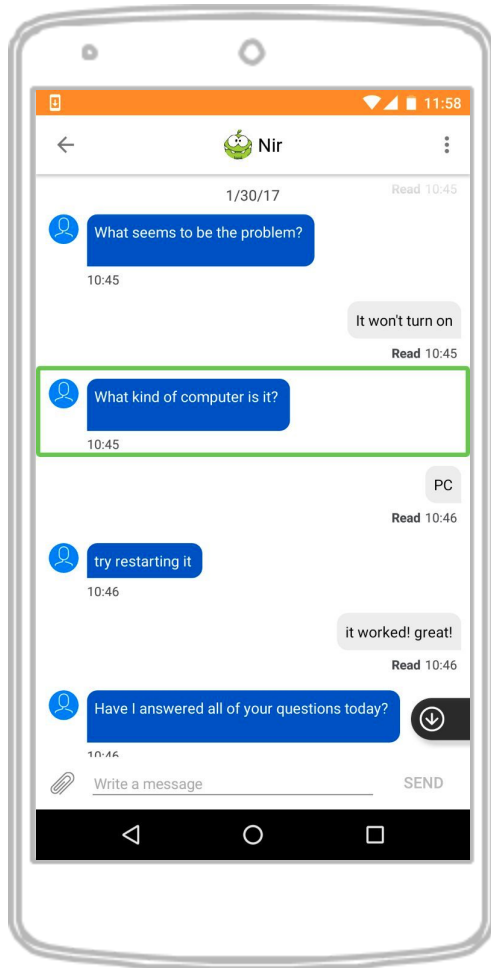 11:58
Nir
1/30/17
Read 10:45
What seems to be the problem?
10:45
It won't turn on
Read 10:45
What kind of computer is it?
10:45
PC
Read 10:46
try restarting it
10:46
it worked! great!
Read 10:46
Have I answered all of your questions today?
10:46
Write a message
SEND